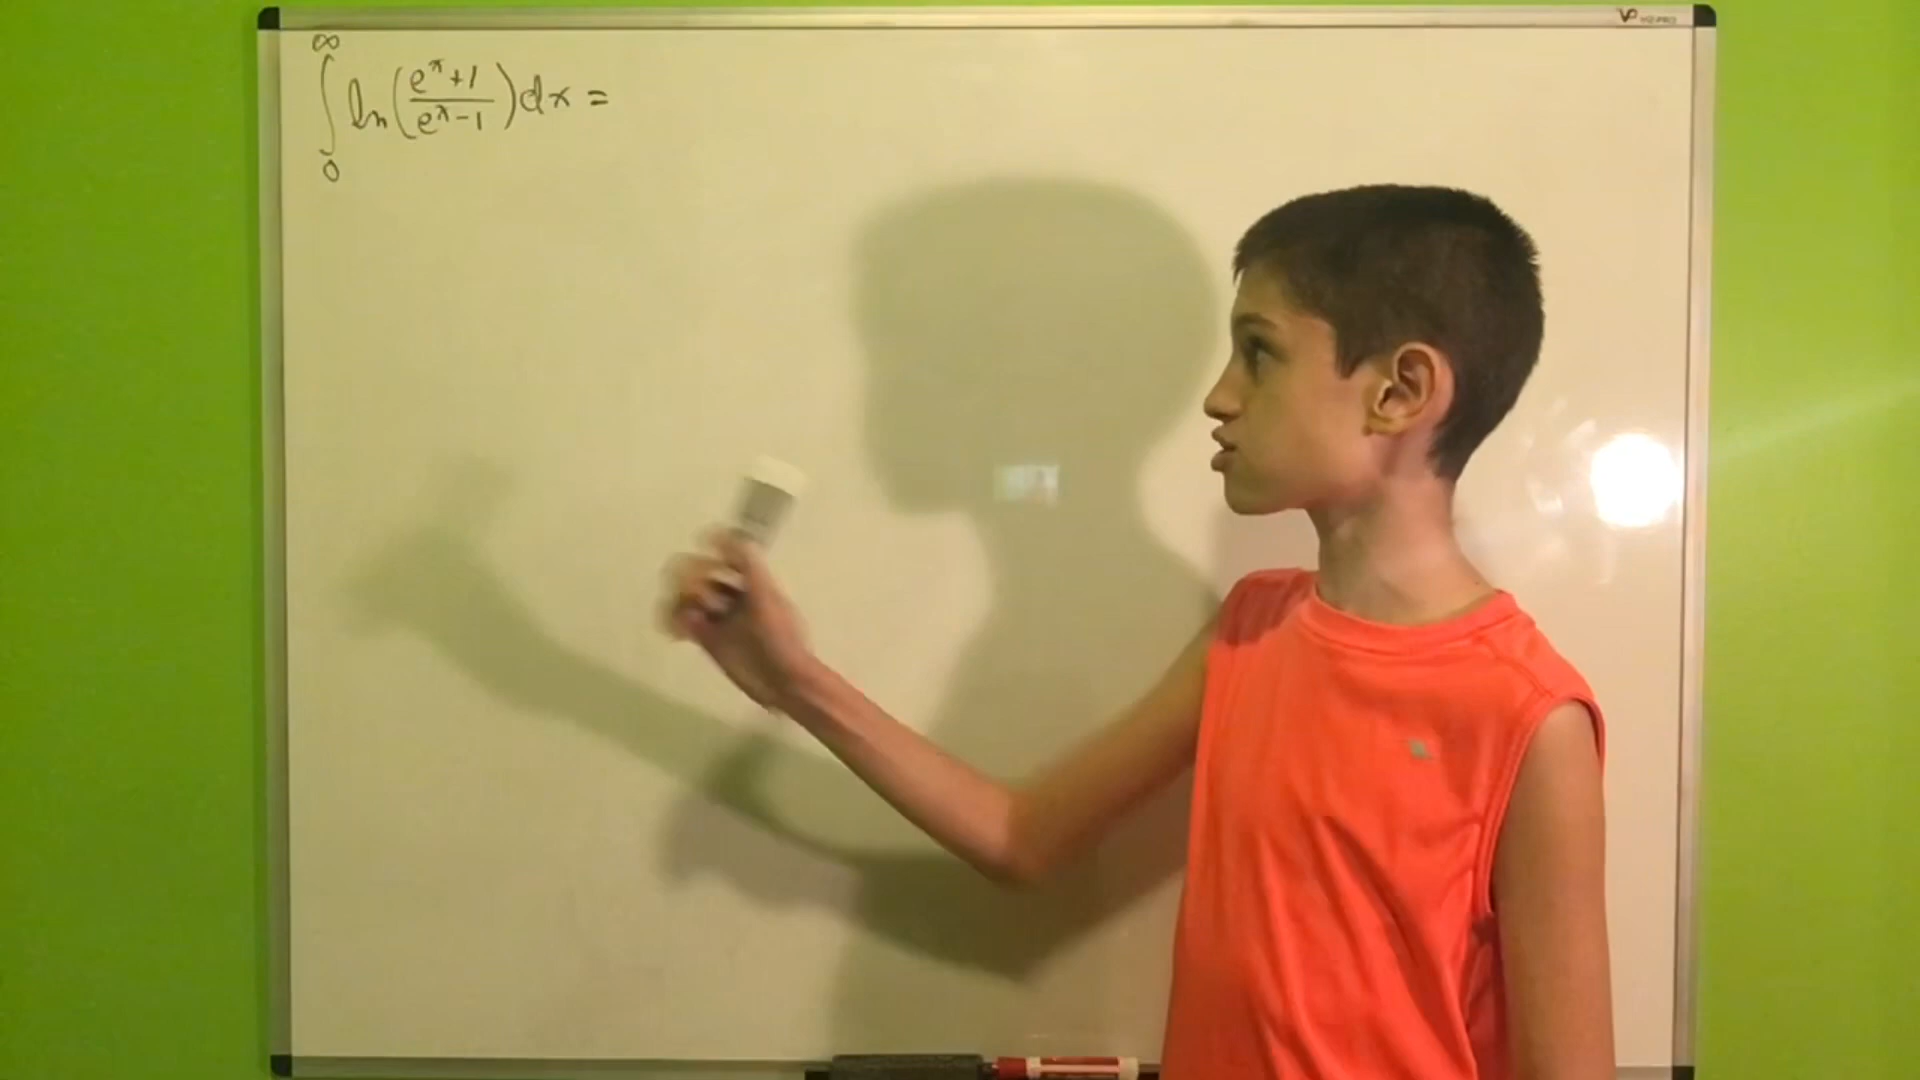 ∫₀^∞ ln((eˣ+1)/(eˣ-1))dx =